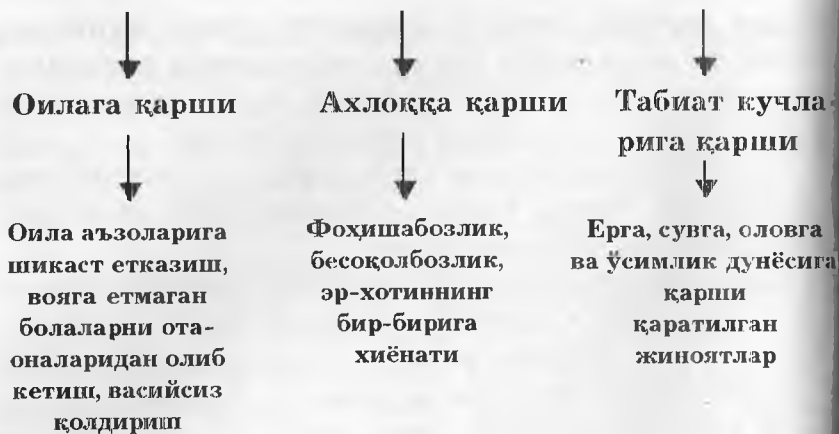 Оилага қарши
Ахлоққа қарши
Табиат кучла-
рига қарши
Оила аъзоларига
шикаст етказиш,
вояга етмаган
болаларни ота-
оналаридан олиб
кетиш, васийсиз
қолдириш
Фоҳишабозлик,
бесоқолбозлик,
эр-хотиннинг
бир-бирига
хиёнати
Ерга, сувга, оловга
ва ўсимлик дунёсига
қарши
қаратилган
жиноятлар